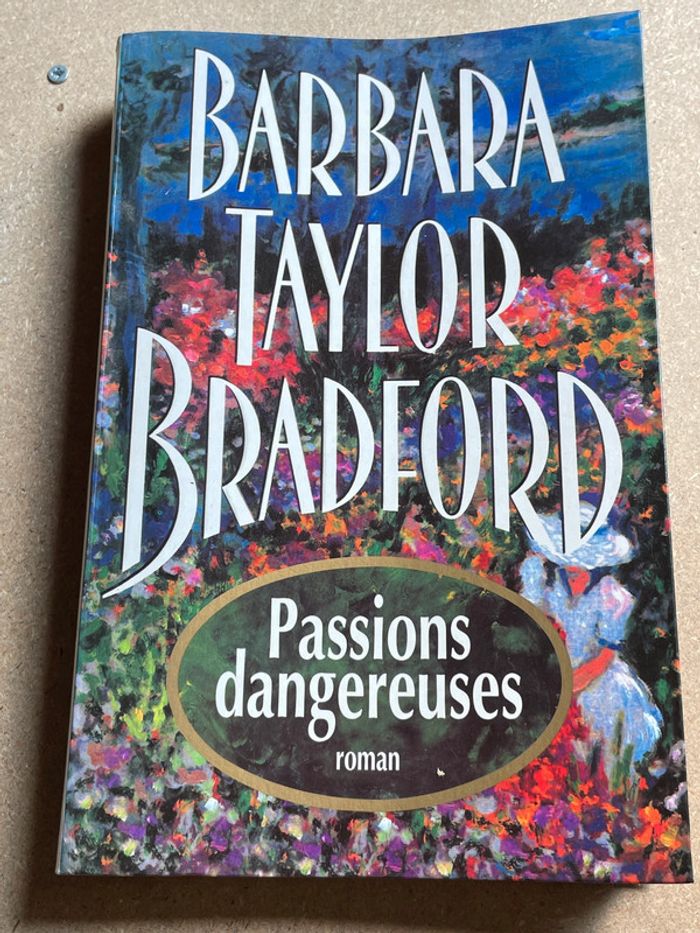 BARBARA
TAYLOR
BRADFORD
Passions
dangereuses
roman